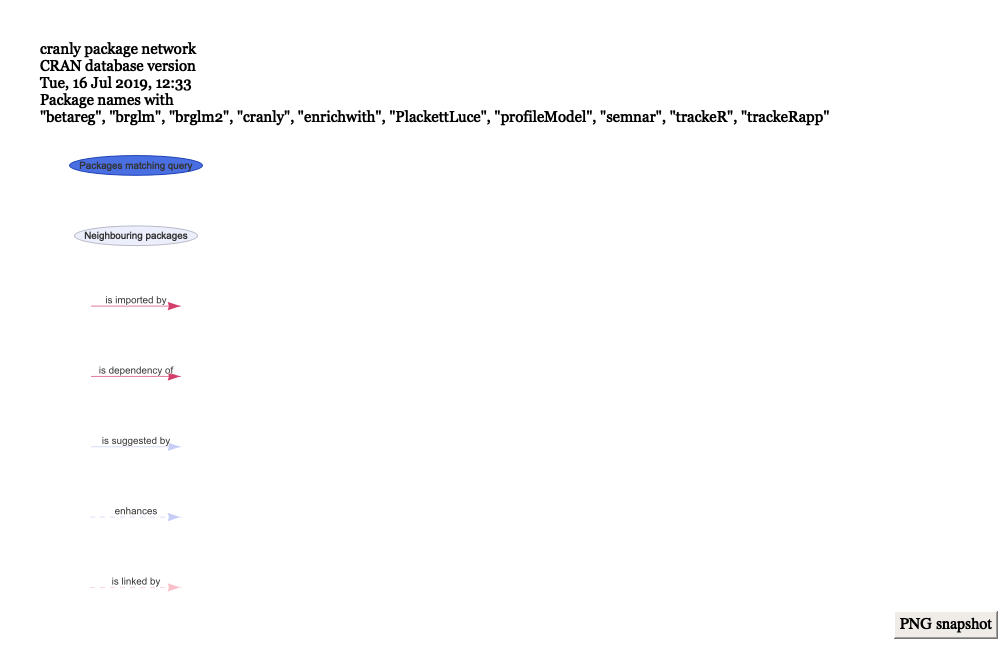 cranly package network
CRAN database version
Tue, 16 Jul 2019, 12:33
Package names with
"betareg", "brglm", "brglm2", "cranly", "enrichwith", "PlackettLuce", "profileModel", "semnar", "trackeR", "trackeRapp"
Packages matching query
Neighbouring packages
is imported by
is dependency of
is suggested by
enhances
is linked by
PNG snapshot